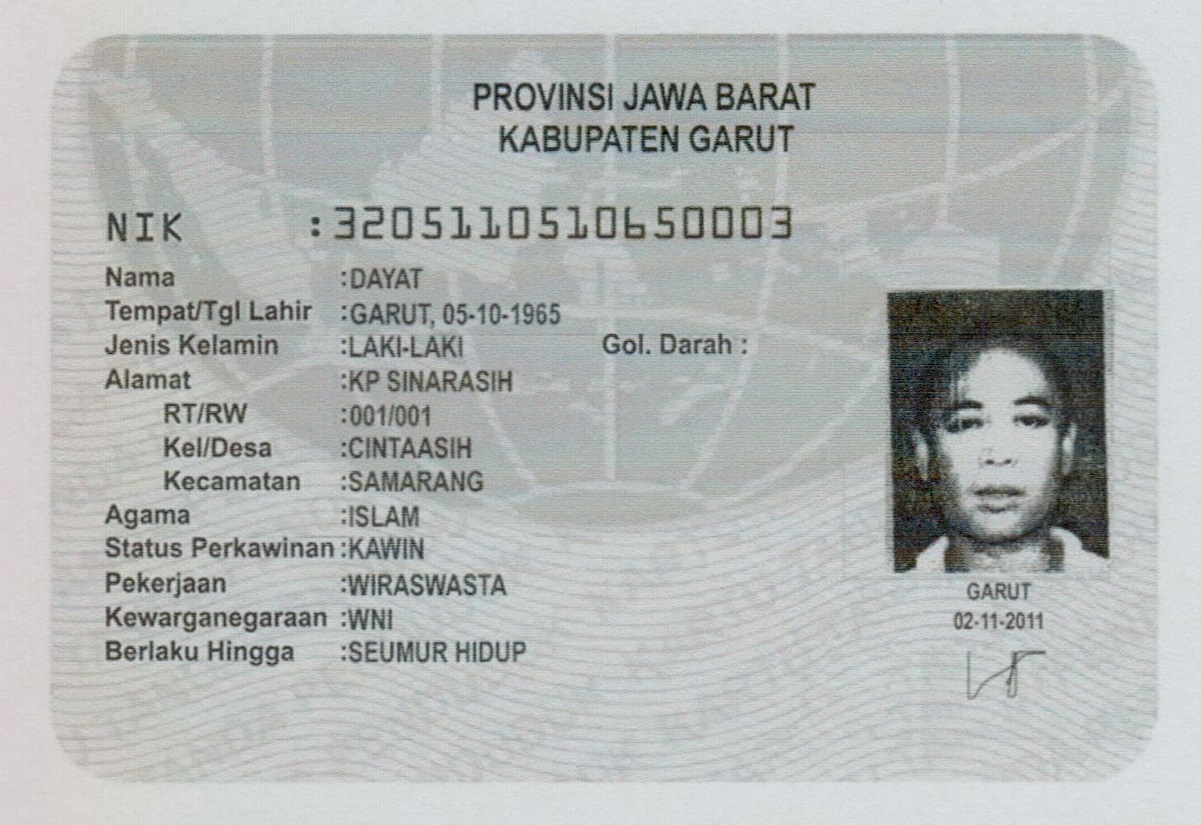 PROVINSI JAWA BARAT
KABUPATEN GARUT
NIK :3205110510650003
Nama :DAYAT
Tempat/Tgl Lahir :GARUT, 05-10-1965
Jenis Kelamin :LAKI-LAKI Gol. Darah :
Alamat :KP SINARASIH
RT/RW :001/001
Kel/Desa :CINTAASIH
Kecamatan :SAMARANG
Agama :ISLAM
Status Perkawinan :KAWIN
Pekerjaan :WIRASWASTA
Kewarganegaraan :WNI
Berlaku Hingga :SEUMUR HIDUP
GARUT
02-11-2011